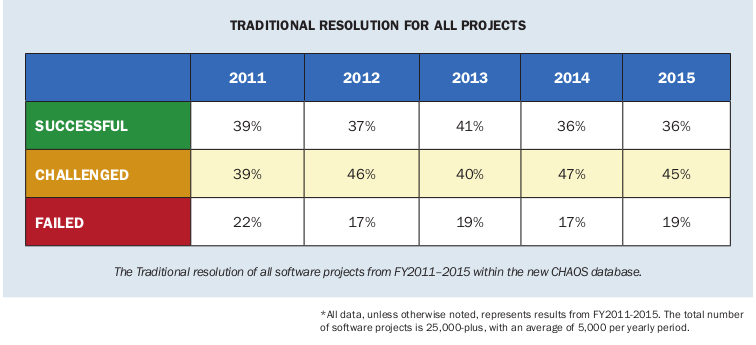 TRADITIONAL RESOLUTION FOR ALL PROJECTS
2011 2012 2013 2014 2015
SUCCESSFUL 39% 37% 41% 36% 36%
CHALLENGED 39% 46% 40% 47% 45%
FAILED 22% 17% 19% 17% 19%
The Traditional resolution of all software projects from FY2011–2015 within the new CHAOS database.
*All data, unless otherwise noted, represents results from FY2011-2015. The total number
of software projects is 25,000-plus, with an average of 5,000 per yearly period.